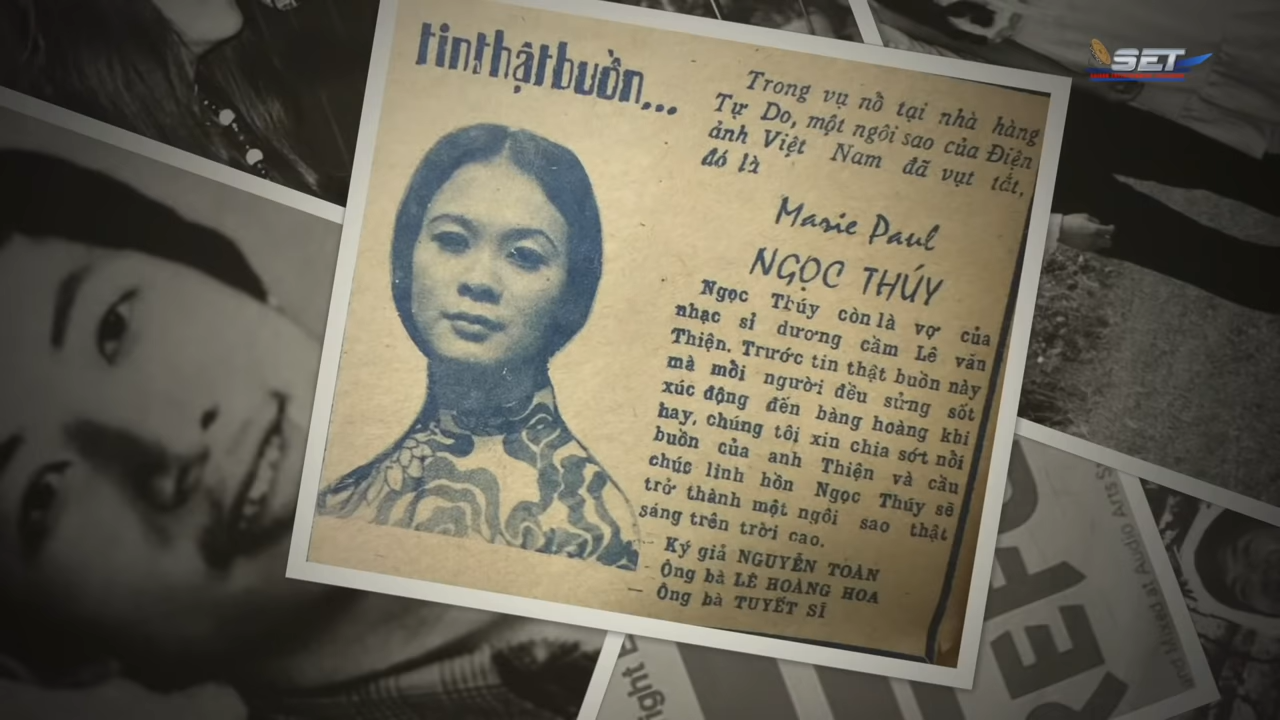 SET
tin thật buồn...
Trong vụ nổ tại nhà hàng
Tự Do, một ngôi sao của Điện
ảnh Việt Nam đã vụt tắt,
đó là
Marie Paul
NGỌC THÚY
Ngọc Thúy còn là vợ của
nhạc sĩ dương cầm Lê văn
Thiện. Trước tin thật buồn này
mà mỗi người đều sửng sốt
xúc động đến bàng hoàng khi
hay, chúng tôi xin chia sớt nỗi
buồn của anh Thiện và cầu
chúc linh hồn Ngọc Thúy sẽ
trở thành một ngôi sao thật
sáng trên trời cao.
Ký giả NGUYỄN TOÀN
Ông bà LÊ HOÀNG HOA
— Ông bà TUYẾT SĨ
Mixed at Audio Arts